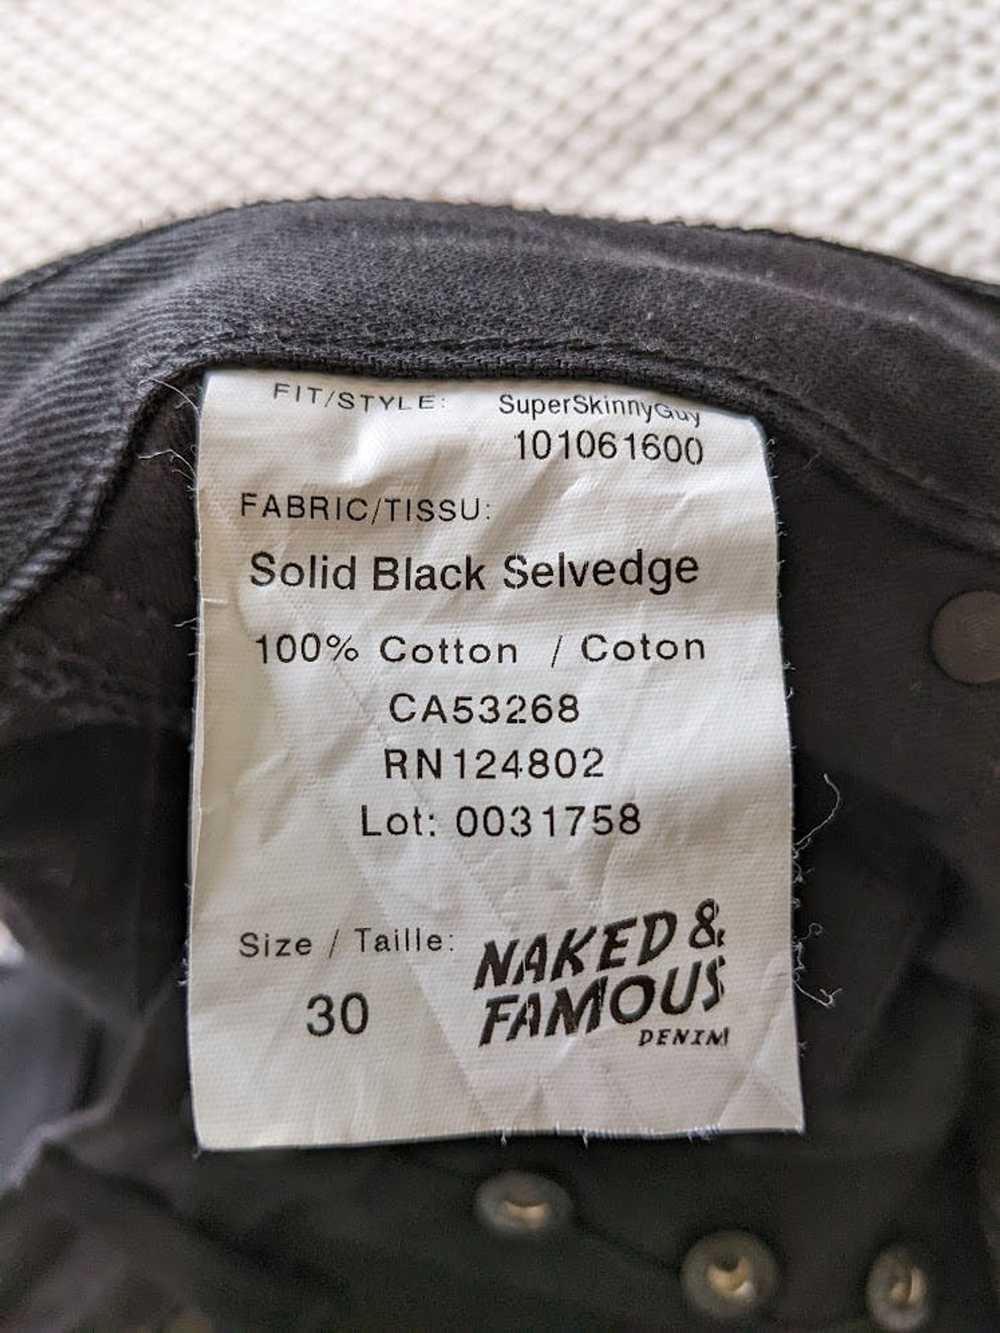 FIT/STYLE: SuperSkinnyGuy
101061600
FABRIC/TISSU:
Solid Black Selvedge
100% Cotton / Coton
CA53268
RN124802
Lot: 0031758
Size / Taille:
30
NAKED &
FAMOUS
DENIM